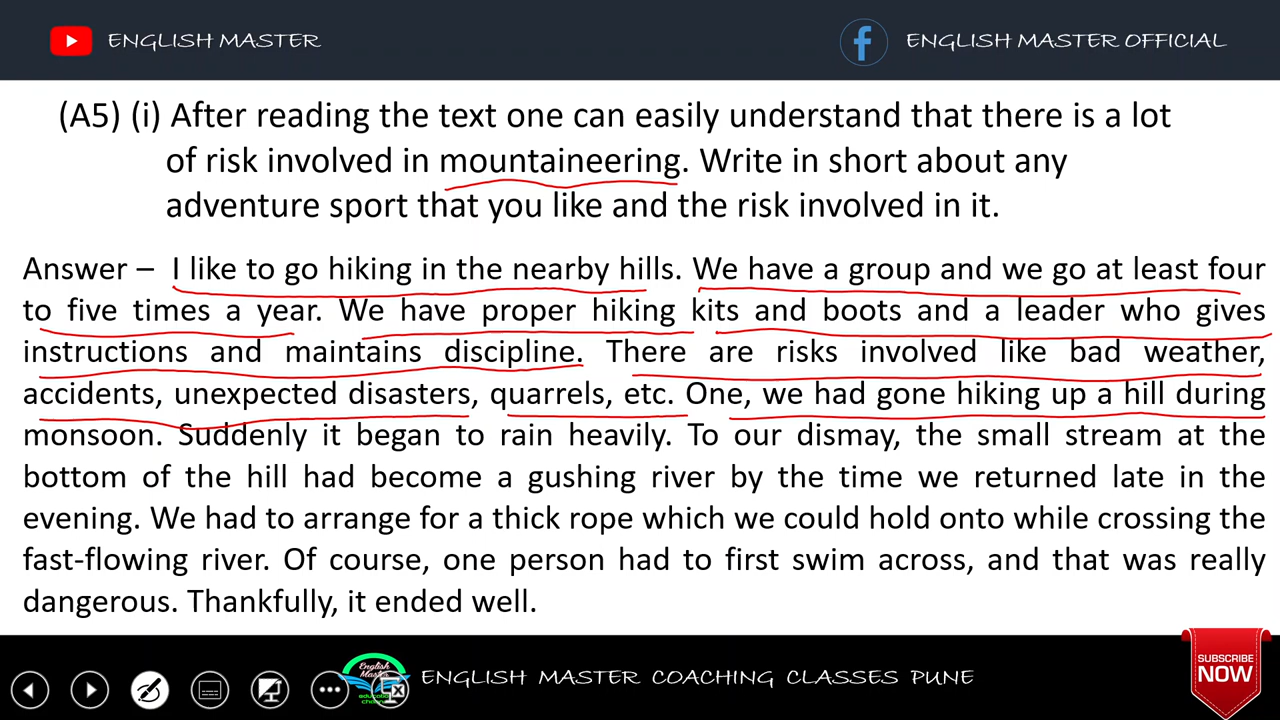 ENGLISH MASTER
ENGLISH MASTER OFFICIAL
(A5) (i) After reading the text one can easily understand that there is a lot
of risk involved in mountaineering. Write in short about any
adventure sport that you like and the risk involved in it.
Answer – I like to go hiking in the nearby hills. We have a group and we go at least four
to five times a year. We have proper hiking kits and boots and a leader who gives
instructions and maintains discipline. There are risks involved like bad weather,
accidents, unexpected disasters, quarrels, etc. One, we had gone hiking up a hill during
monsoon. Suddenly it began to rain heavily. To our dismay, the small stream at the
bottom of the hill had become a gushing river by the time we returned late in the
evening. We had to arrange for a thick rope which we could hold onto while crossing the
fast-flowing river. Of course, one person had to first swim across, and that was really
dangerous. Thankfully, it ended well.
English
Master
ENGLISH MASTER COACHING CLASSES PUNE
SUBSCRIBE
NOW